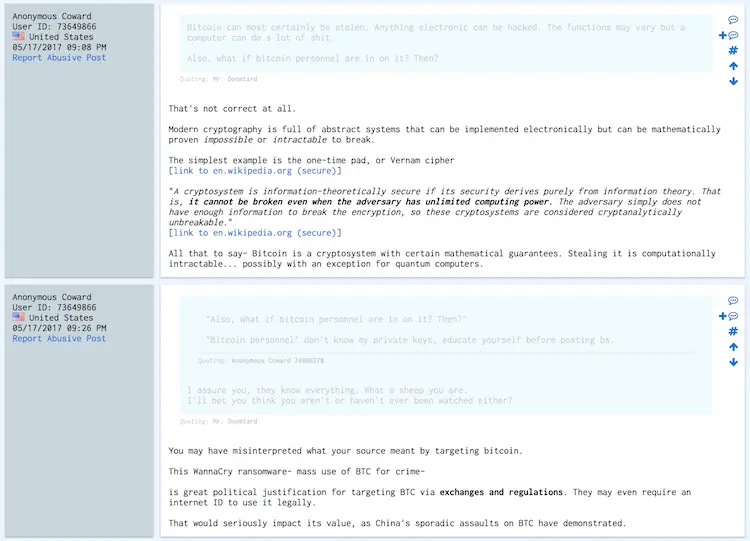 Anonymous Coward
User ID: 73649866
United States
05/17/2017 09:08 PM
Report Abusive Post
Bitcoin can most certainly be stolen. Anything electronic can be hacked. The functions may vary but a
computer can do a lot of shit.
Also, what if bitcoin personnel are in on it? Then?
Quoting: Mr. Doomtard
That's not correct at all.
Modern cryptography is full of abstract systems that can be implemented electronically but can be mathematically
proven impossible or intractable to break.
The simplest example is the one-time pad, or Vernam cipher
[link to en.wikipedia.org (secure)]
"A cryptosystem is information-theoretically secure if its security derives purely from information theory. That
is, it cannot be broken even when the adversary has unlimited computing power. The adversary simply does not
have enough information to break the encryption, so these cryptosystems are considered cryptanalytically
unbreakable."
[link to en.wikipedia.org (secure)]
All that to say- Bitcoin is a cryptosystem with certain mathematical guarantees. Stealing it is computationally
intractable... possibly with an exception for quantum computers.
Anonymous Coward
User ID: 73649866
United States
05/17/2017 09:26 PM
Report Abusive Post
"Also, what if bitcoin personnel are in on it? Then?"
"Bitcoin personnel" don't know my private keys, educate yourself before posting bs.
Quoting: Anonymous Coward 74906278
I assure you, they know everything. What a sheep you are.
I'll bet you think you aren't or haven't ever been watched either?
Quoting: Mr. Doomtard
You may have misinterpreted what your source meant by targeting bitcoin.
This WannaCry ransomware- mass use of BTC for crime-
is great political justification for targeting BTC via exchanges and regulations. They may even require an
internet ID to use it legally.
That would seriously impact its value, as China's sporadic assaults on BTC have demonstrated.